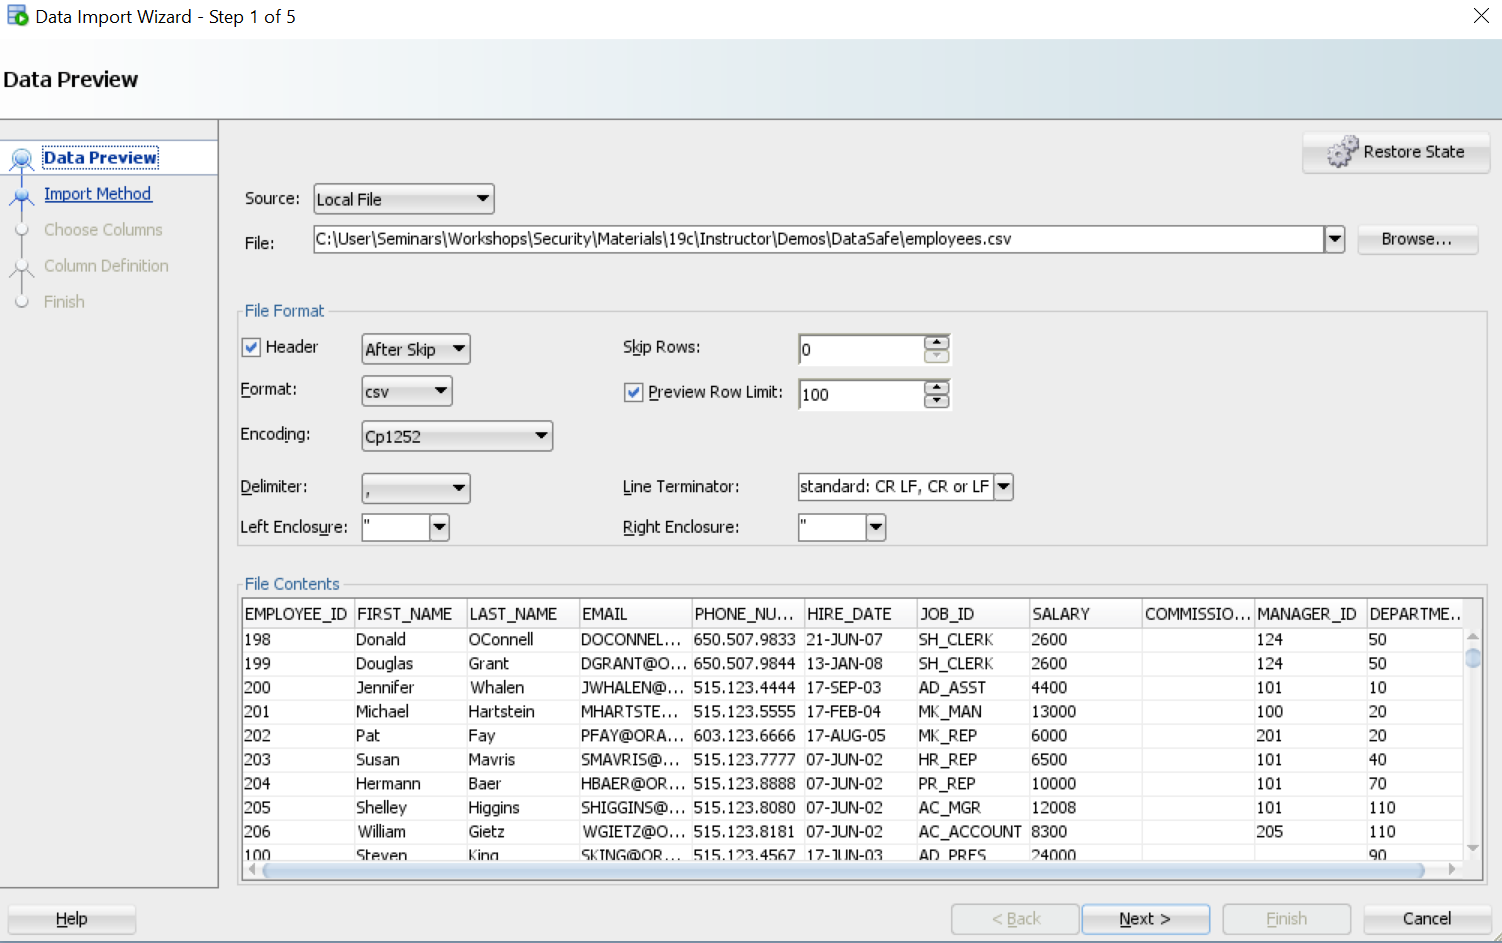 Data Import Wizard - Step 1 of 5
Data Preview
Data Preview
Import Method
Choose Columns
Column Definition
Finish
Restore State
Source: Local File
File: C:\User\Seminars\Workshops\Security\Materials\19c\Instructor\Demos\DataSafe\employees.csv Browse...
File Format
Header After Skip Skip Rows: 0
Format: csv Preview Row Limit: 100
Encoding: Cp1252
Delimiter: , Line Terminator: standard: CR LF, CR or LF
Left Enclosure: " Right Enclosure: "
File Contents
EMPLOYEE_ID FIRST_NAME LAST_NAME EMAIL PHONE_NU... HIRE_DATE JOB_ID SALARY COMMISSIO... MANAGER_ID DEPARTME...
198 Donald OConnell DOCONNEL... 650.507.9833 21-JUN-07 SH_CLERK 2600 124 50
199 Douglas Grant DGRANT@O... 650.507.9844 13-JAN-08 SH_CLERK 2600 124 50
200 Jennifer Whalen JWHALEN@... 515.123.4444 17-SEP-03 AD_ASST 4400 101 10
201 Michael Hartstein MHARTSTE... 515.123.5555 17-FEB-04 MK_MAN 13000 100 20
202 Pat Fay PFAY@ORA... 603.123.6666 17-AUG-05 MK_REP 6000 201 20
203 Susan Mavris SMAVRIS@... 515.123.7777 07-JUN-02 HR_REP 6500 101 40
204 Hermann Baer HBAER@OR... 515.123.8888 07-JUN-02 PR_REP 10000 101 70
205 Shelley Higgins SHIGGINS@... 515.123.8080 07-JUN-02 AC_MGR 12008 101 110
206 William Gietz WGIETZ@O... 515.123.8181 07-JUN-02 AC_ACCOUNT 8300 205 110
100 Steven King SKING@OR... 515.123.4567 17-JUN-03 AD_PRES 24000 90
Help < Back Next > Finish Cancel